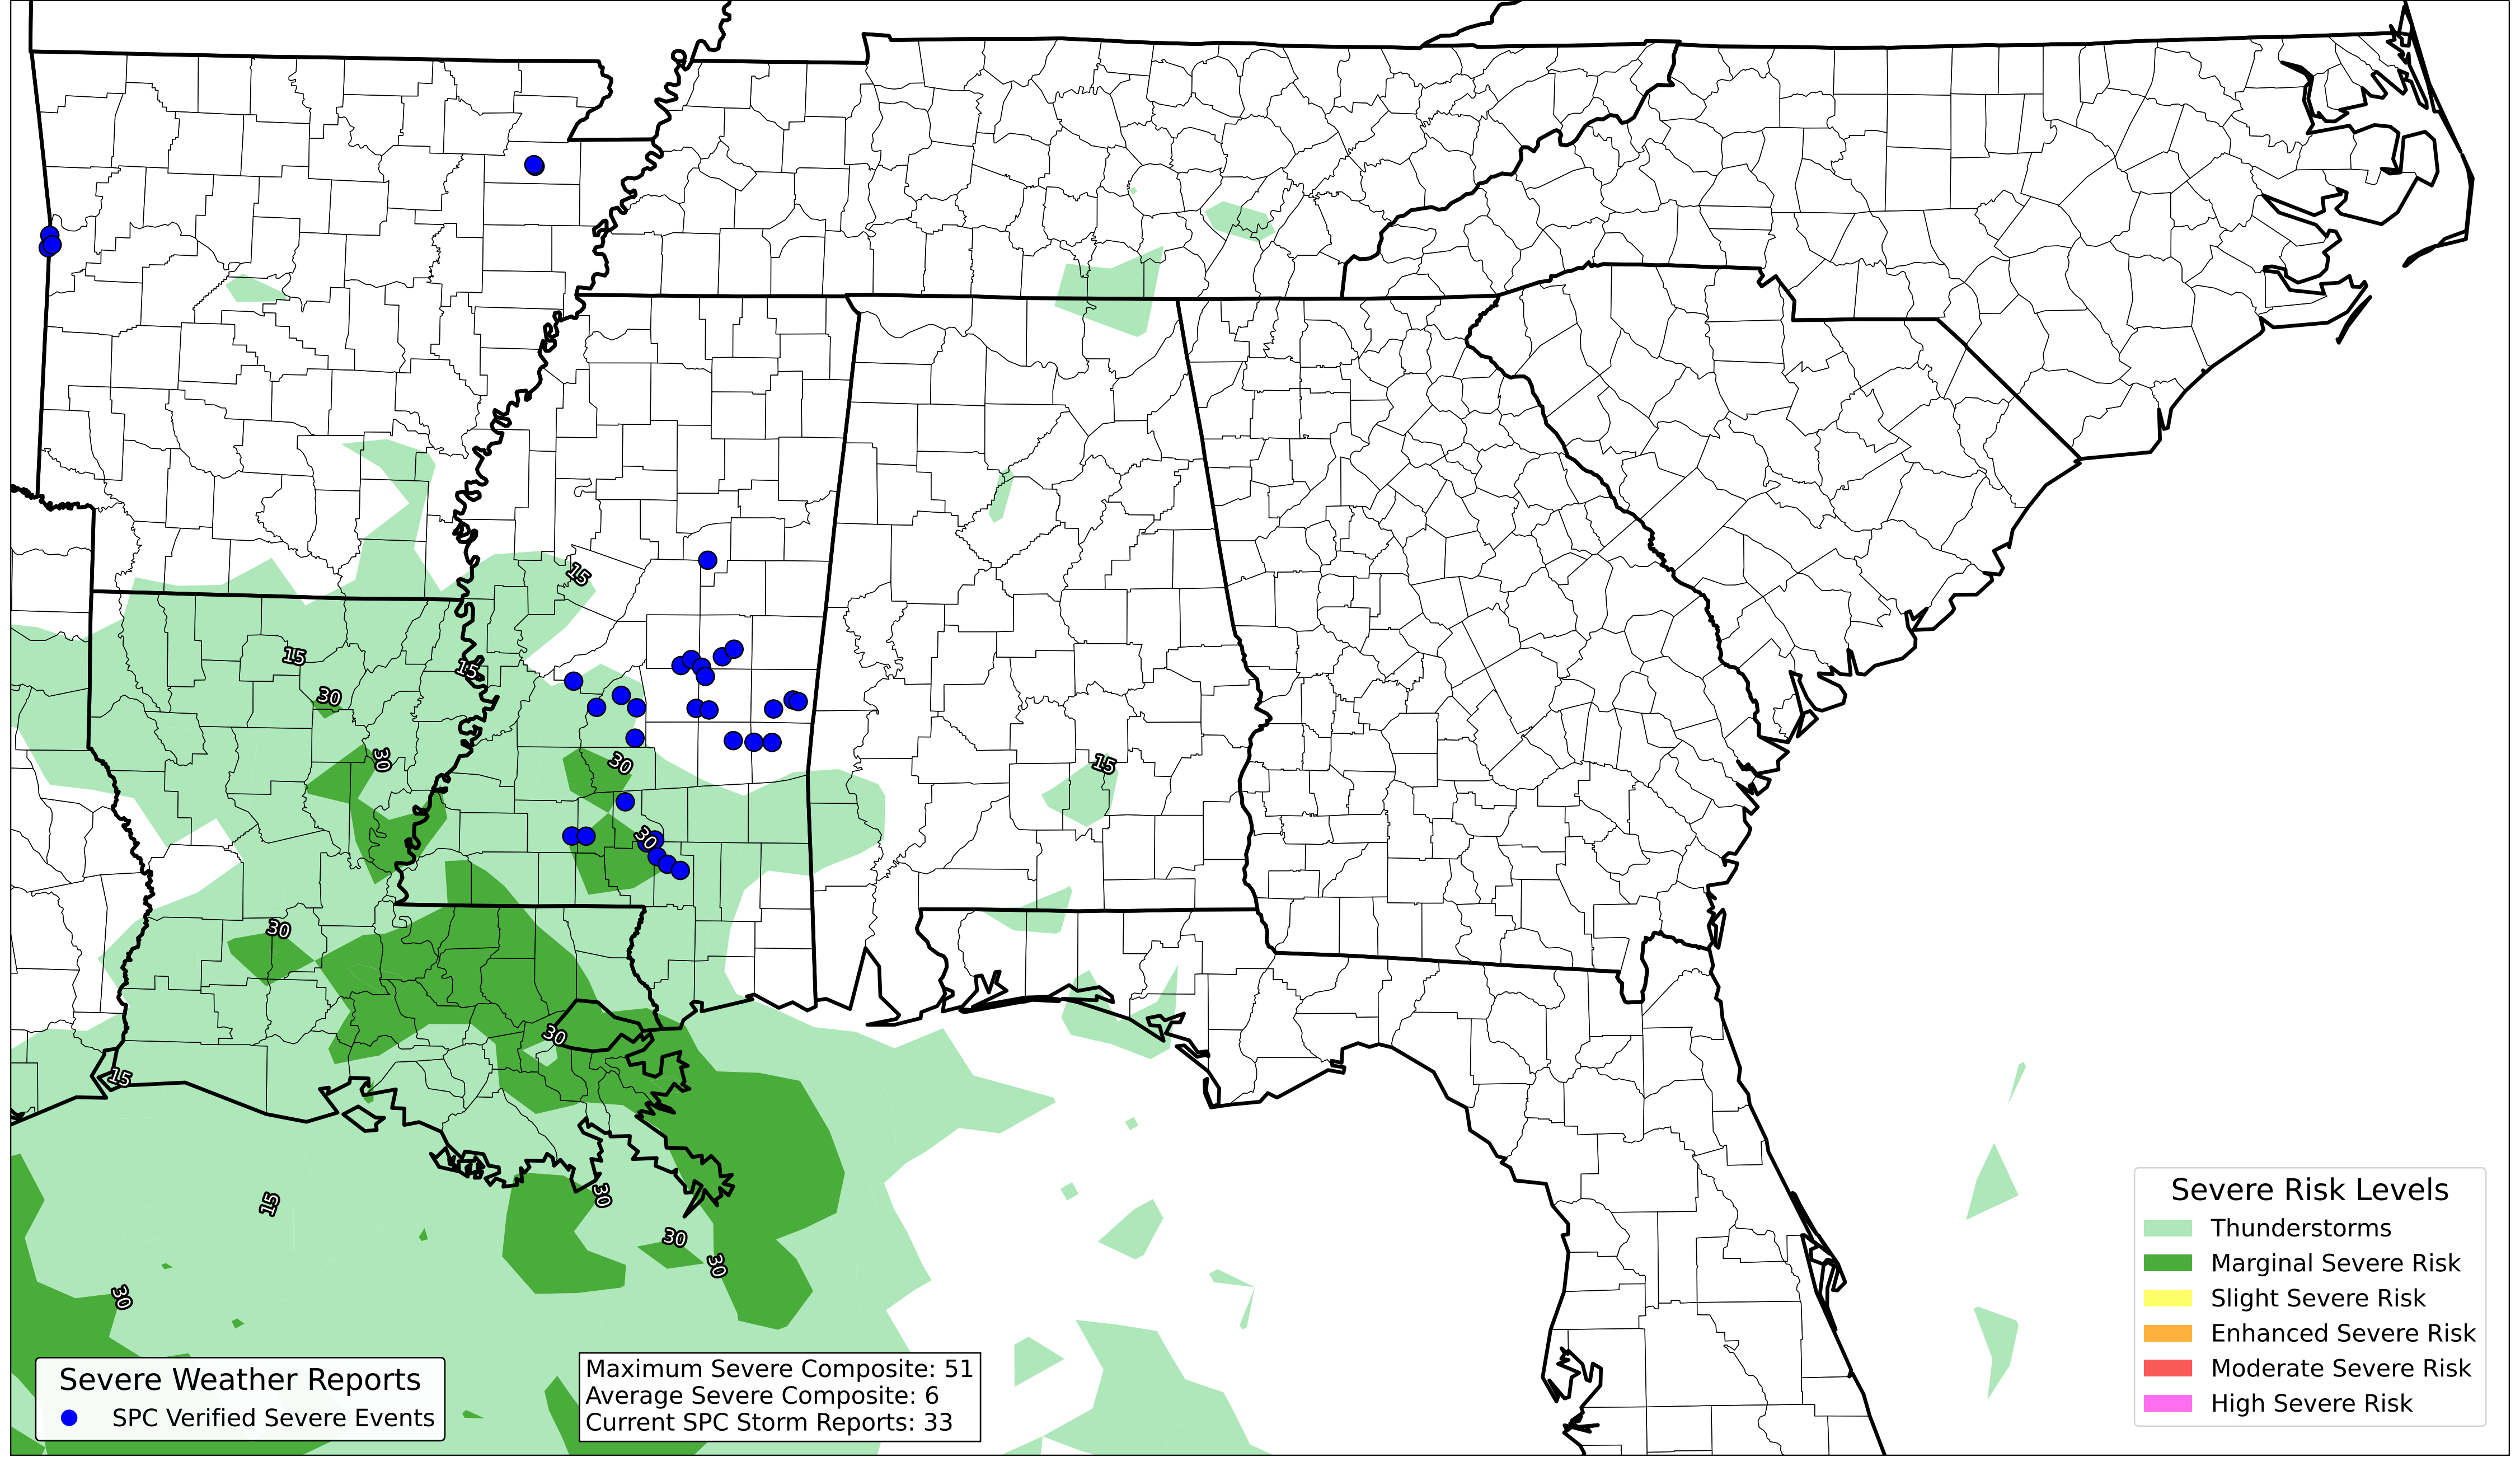 15
15
15
30
30
30
15
30
30
30
15
15
30
30
30
30
Severe Risk Levels
Thunderstorms
Marginal Severe Risk
Slight Severe Risk
Enhanced Severe Risk
Moderate Severe Risk
High Severe Risk
Severe Weather Reports
SPC Verified Severe Events
Maximum Severe Composite: 51
Average Severe Composite: 6
Current SPC Storm Reports: 33